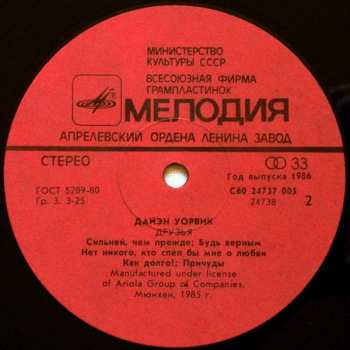 МИНИСТЕРСТВО
КУЛЬТУРЫ СССР
ВСЕСОЮЗНАЯ ФИРМА
ГРАМПЛАСТИНОК
МЕЛОДИЯ
АПРЕЛЕВСКИЙ ОРДЕНА ЛЕНИНА ЗАВОД
СТЕРЕО
33
Год выпуска 1986
ГОСТ 5289-80
С60 24737 005
Гр. 3. 3-25
24738
2
ДАЙЭН УОРВИК
ДРУЗЬЯ
Сильней, чем прежде; Будь верным
Нет никого, кто спел бы мне о любви
Как долго!; Причуды
Manufactured under license
of Ariola Group of Companies.
Мюнхен, 1985 г.